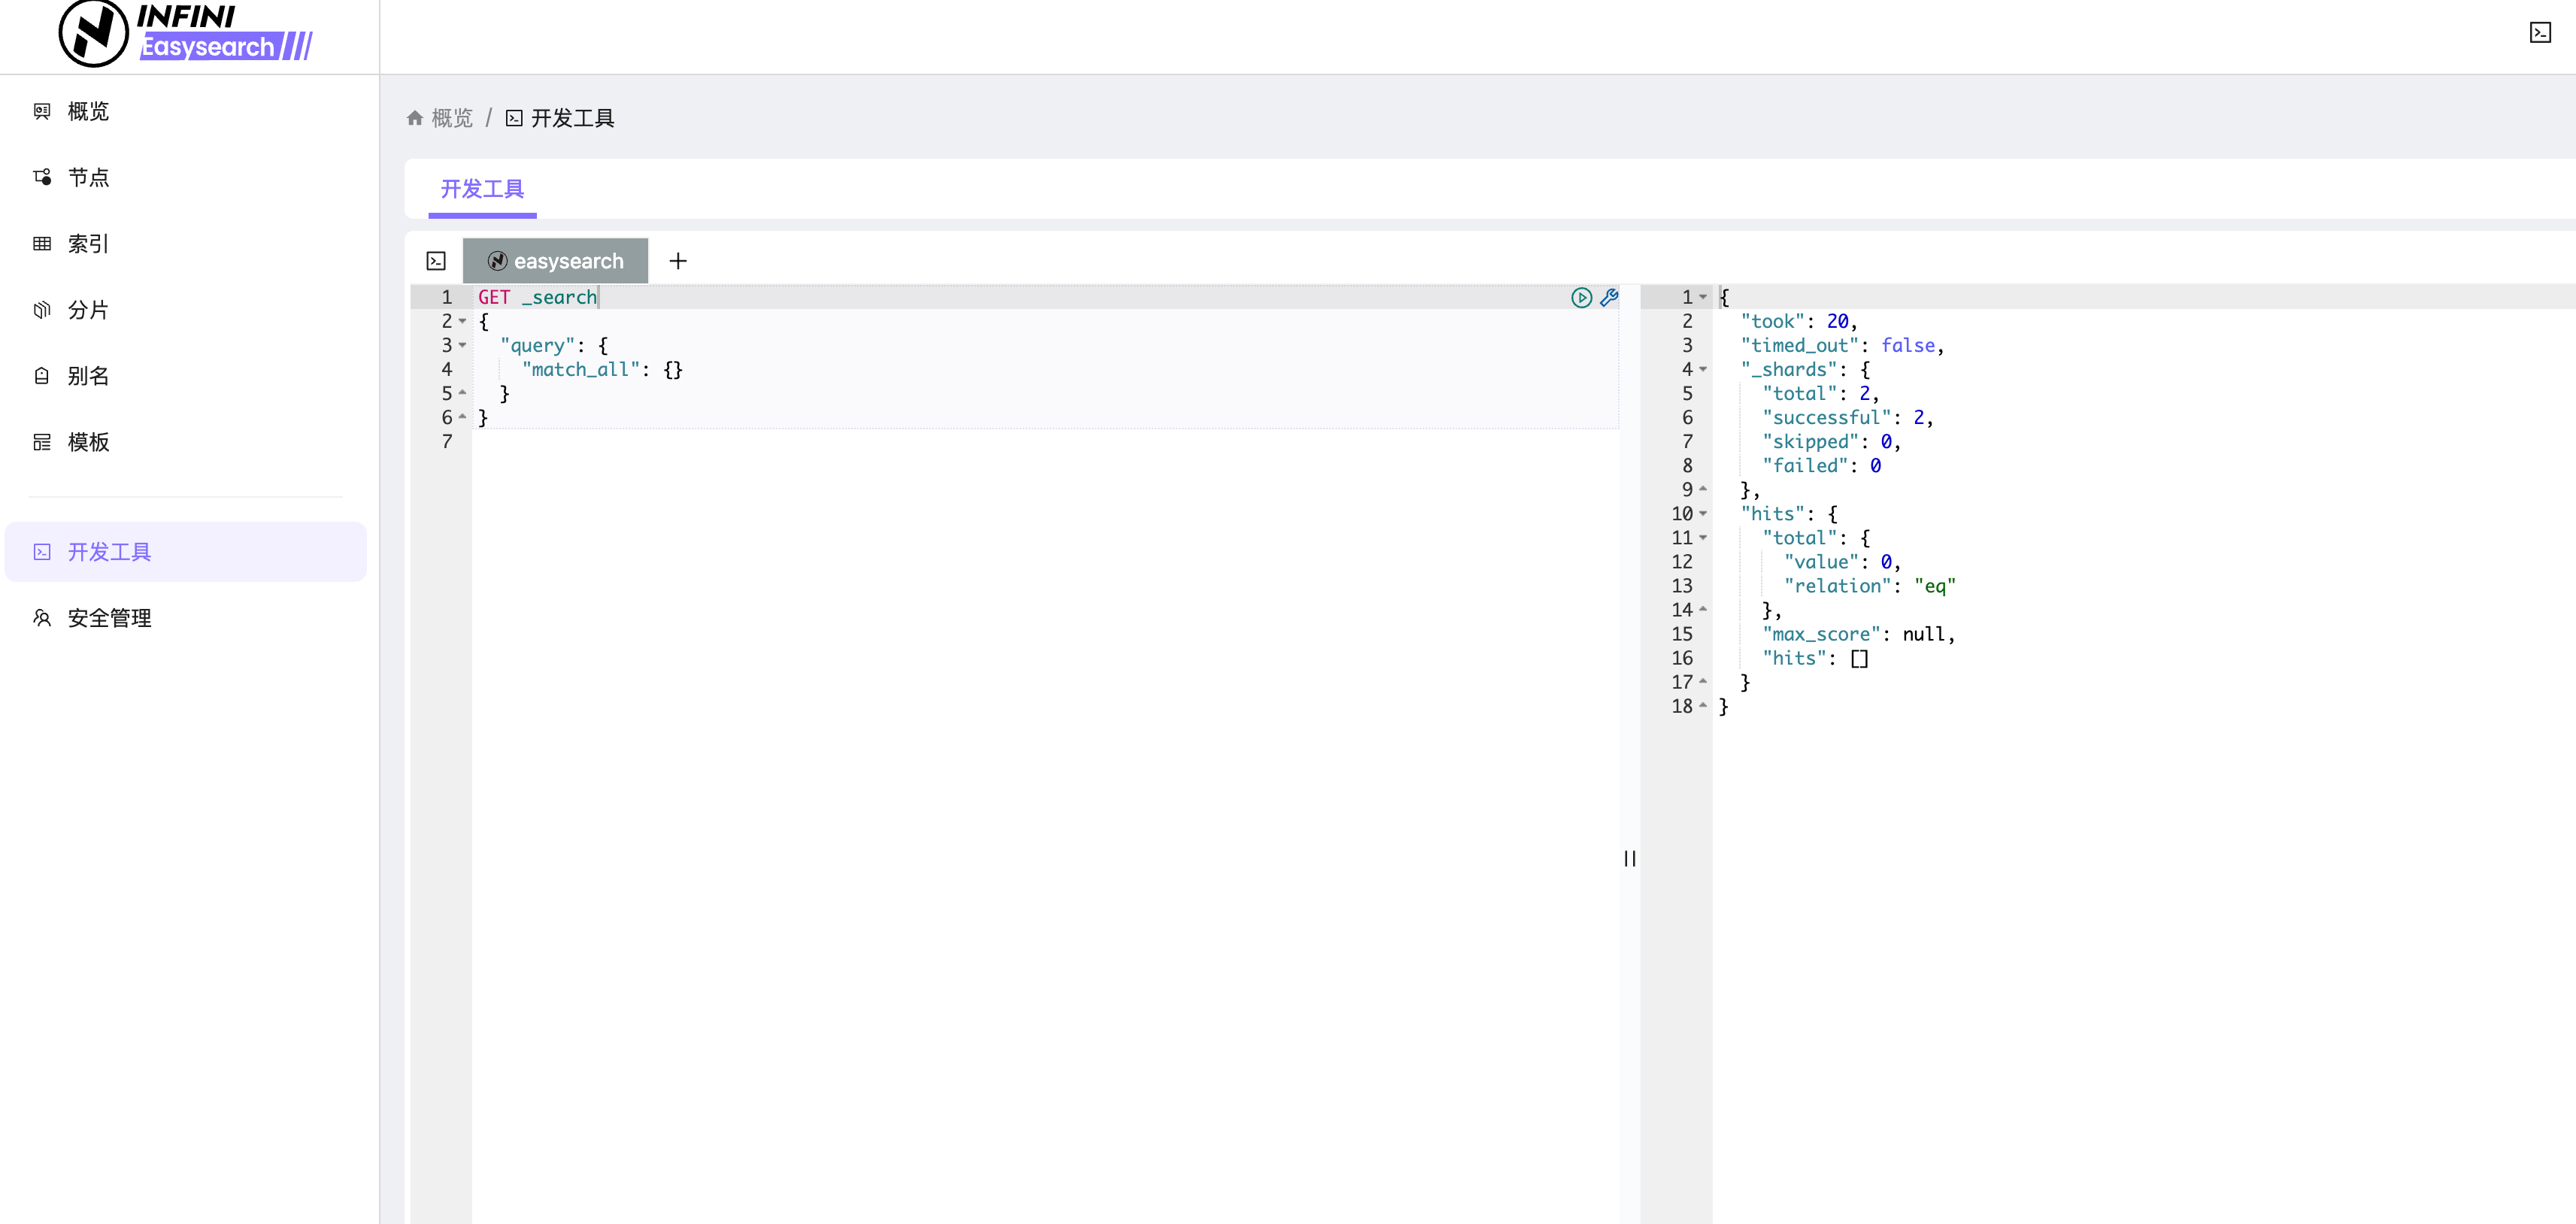 INFINI
Easysearch
概览
节点
索引
分片
别名
模板
开发工具
安全管理
概览 / 开发工具
开发工具
easysearch +
1 GET _search
2 {
3 "query": {
4 "match_all": {}
5 }
6 }
7
1 {
2 "took": 20,
3 "timed_out": false,
4 "_shards": {
5 "total": 2,
6 "successful": 2,
7 "skipped": 0,
8 "failed": 0
9 },
10 "hits": {
11 "total": {
12 "value": 0,
13 "relation": "eq"
14 },
15 "max_score": null,
16 "hits": []
17 }
18 }